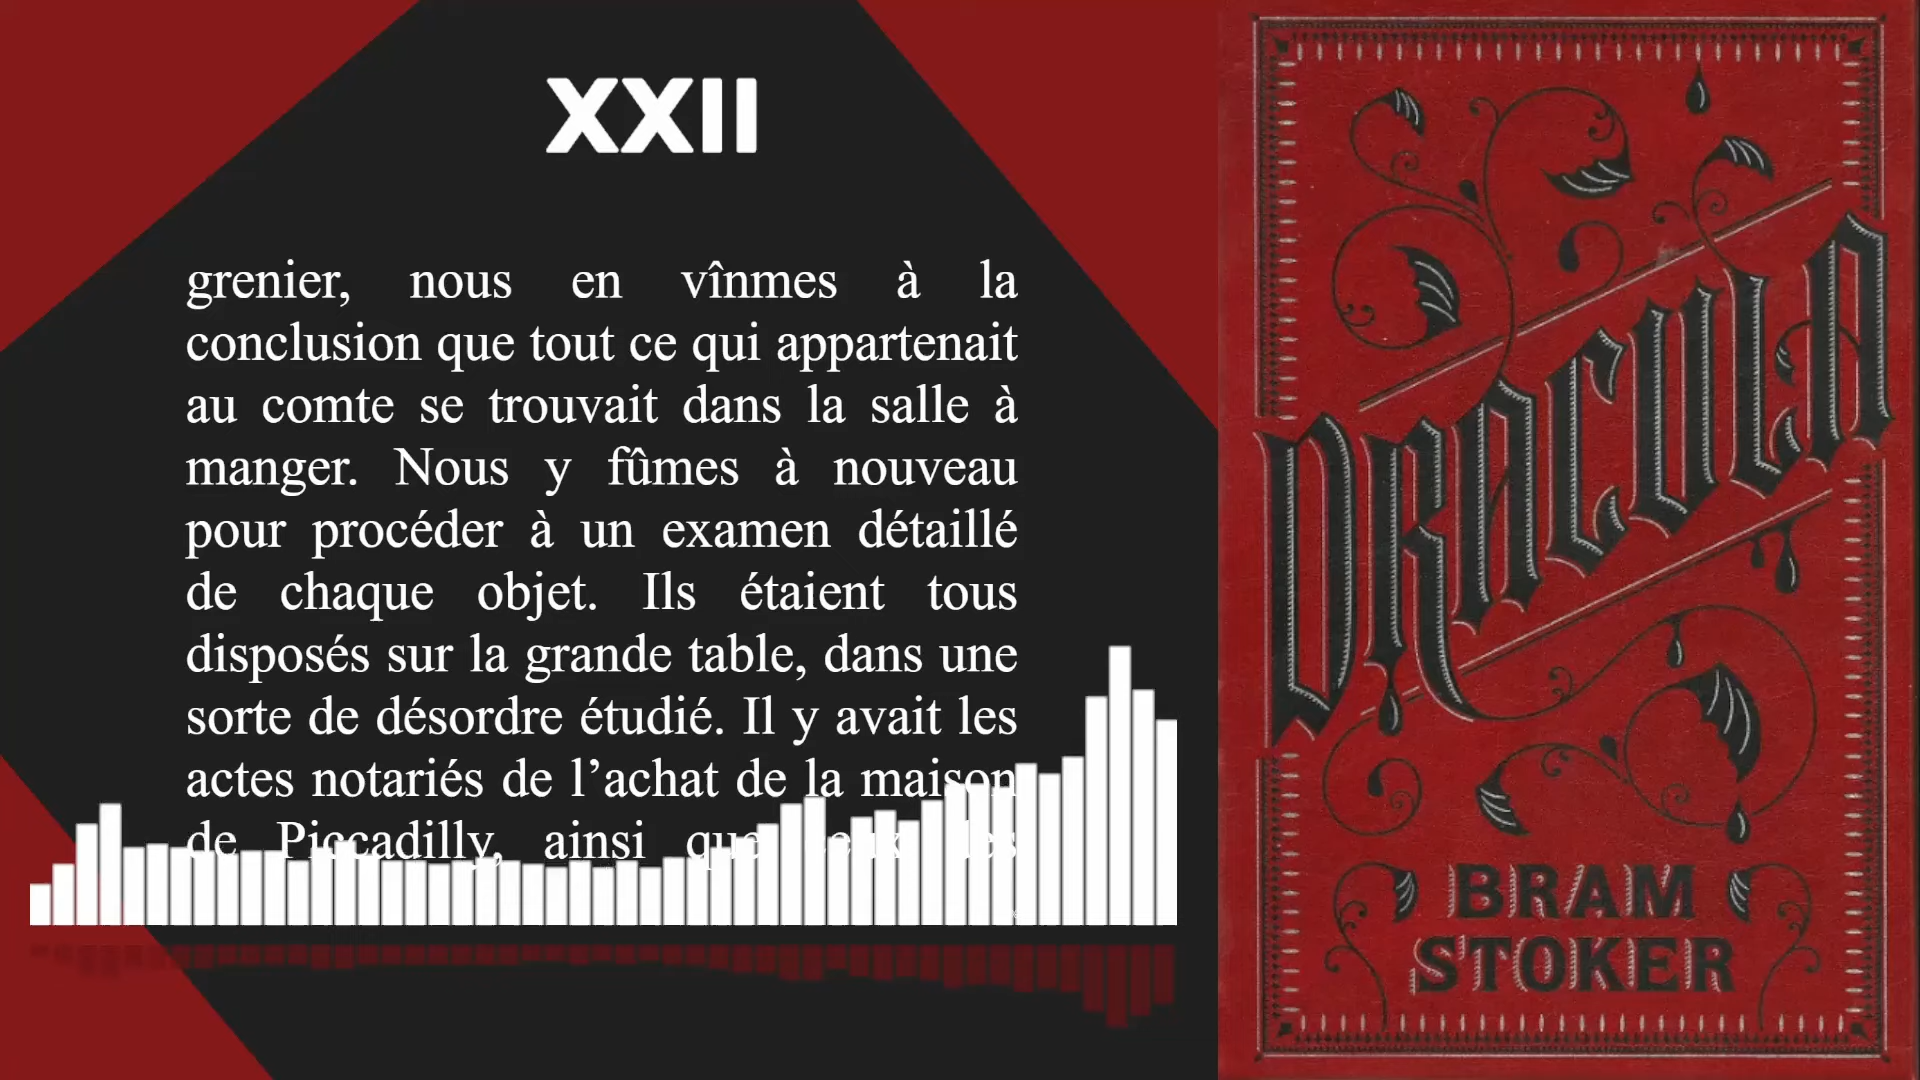 XXII
grenier, nous en vînmes à la
conclusion que tout ce qui appartenait
au comte se trouvait dans la salle à
manger. Nous y fûmes à nouveau
pour procéder à un examen détaillé
de chaque objet. Ils étaient tous
disposés sur la grande table, dans une
sorte de désordre étudié. Il y avait les
actes notariés de l’achat de la maison
de Piccadilly, ainsi que
DRACULA
BRAM
STOKER